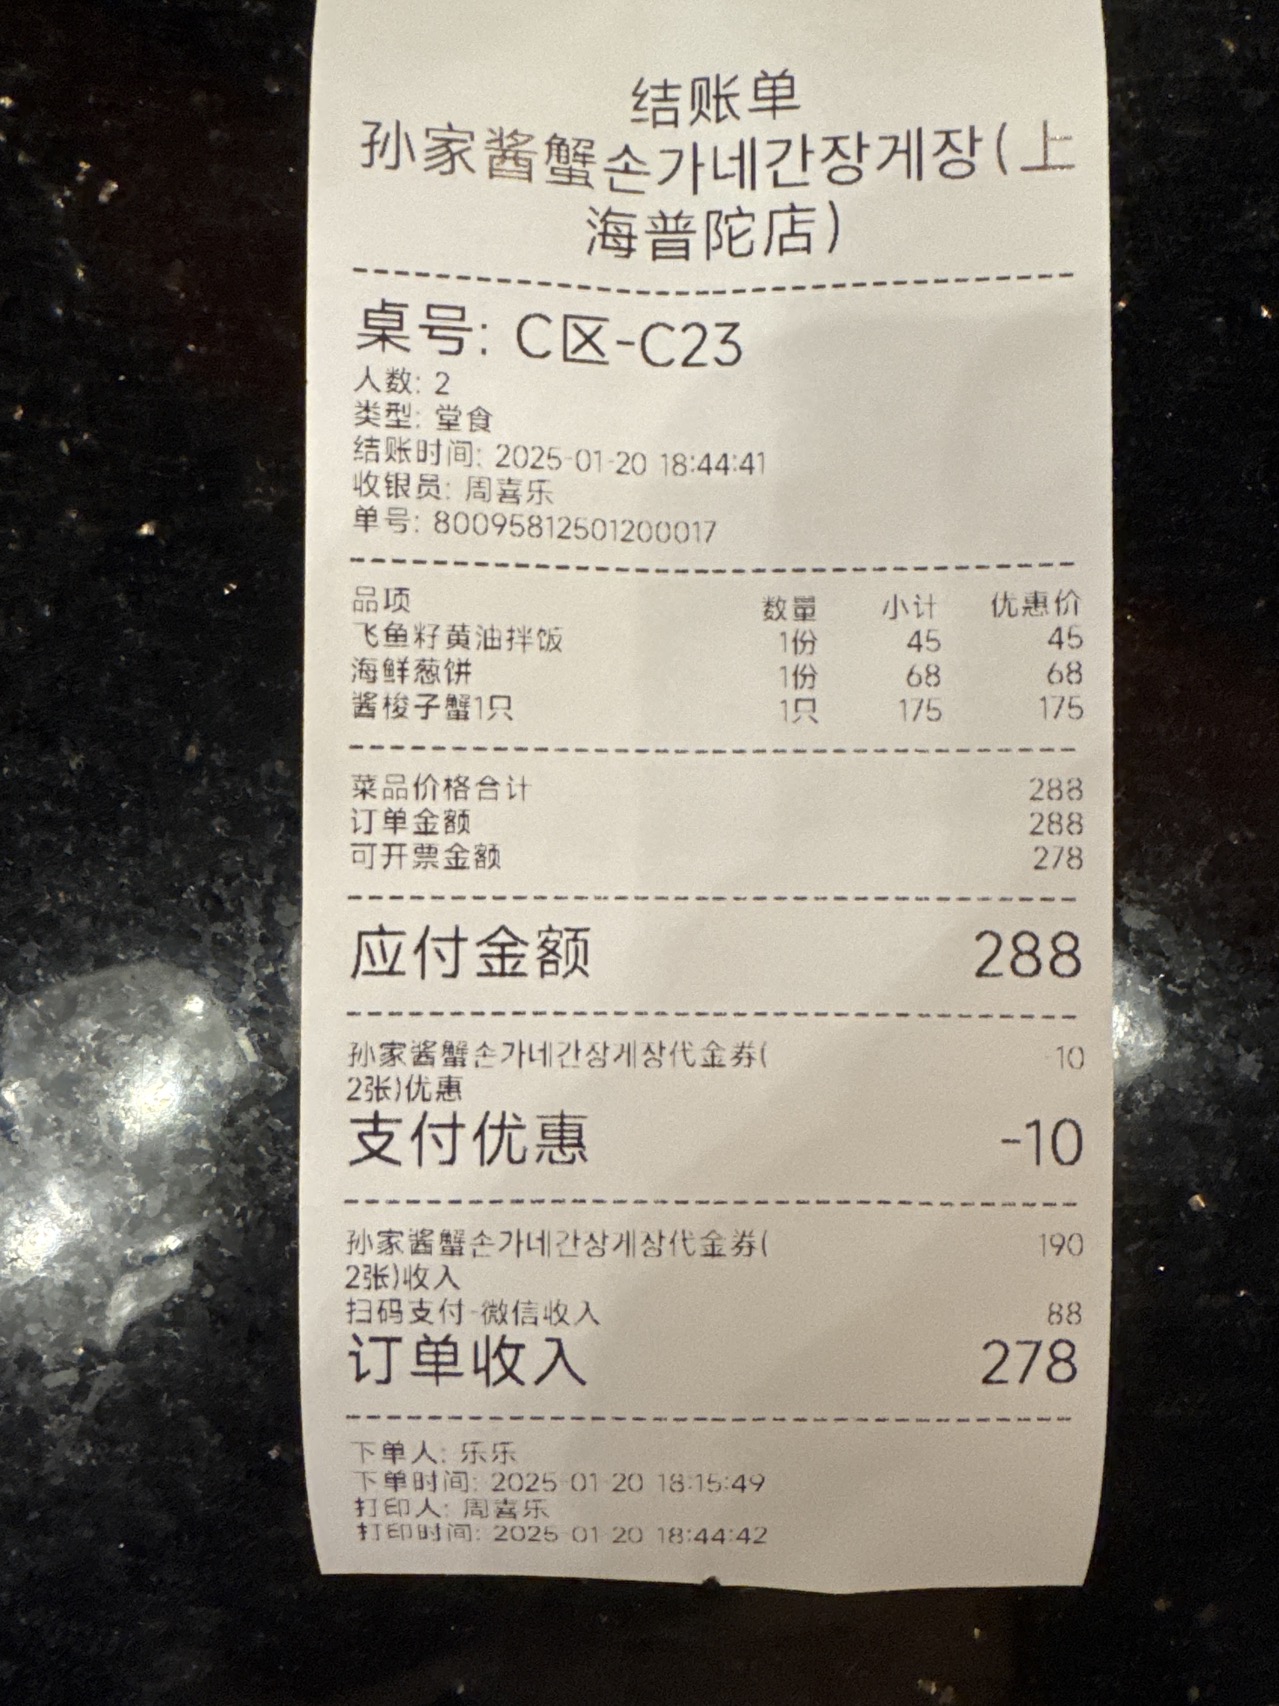 结账单
孙家酱蟹손가네간장게장(上
海普陀店)
桌号: C区-C23
人数: 2
类型: 堂食
结账时间: 2025-01-20 18:44:41
收银员: 周喜乐
单号: 80095812501200017
品项 数量 小计 优惠价
飞鱼籽黄油拌饭 1份 45 45
海鲜葱饼 1份 68 68
酱梭子蟹1只 1只 175 175
菜品价格合计 288
订单金额 288
可开票金额 278
应付金额 288
孙家酱蟹손가네간장게장代金券( -10
2张)优惠
支付优惠 -10
孙家酱蟹손가네간장게장代金券( 190
2张)收入
扫码支付-微信收入 88
订单收入 278
下单人: 乐乐
下单时间: 2025-01-20 18:15:49
打印人: 周喜乐
打印时间: 2025-01-20 18:44:42